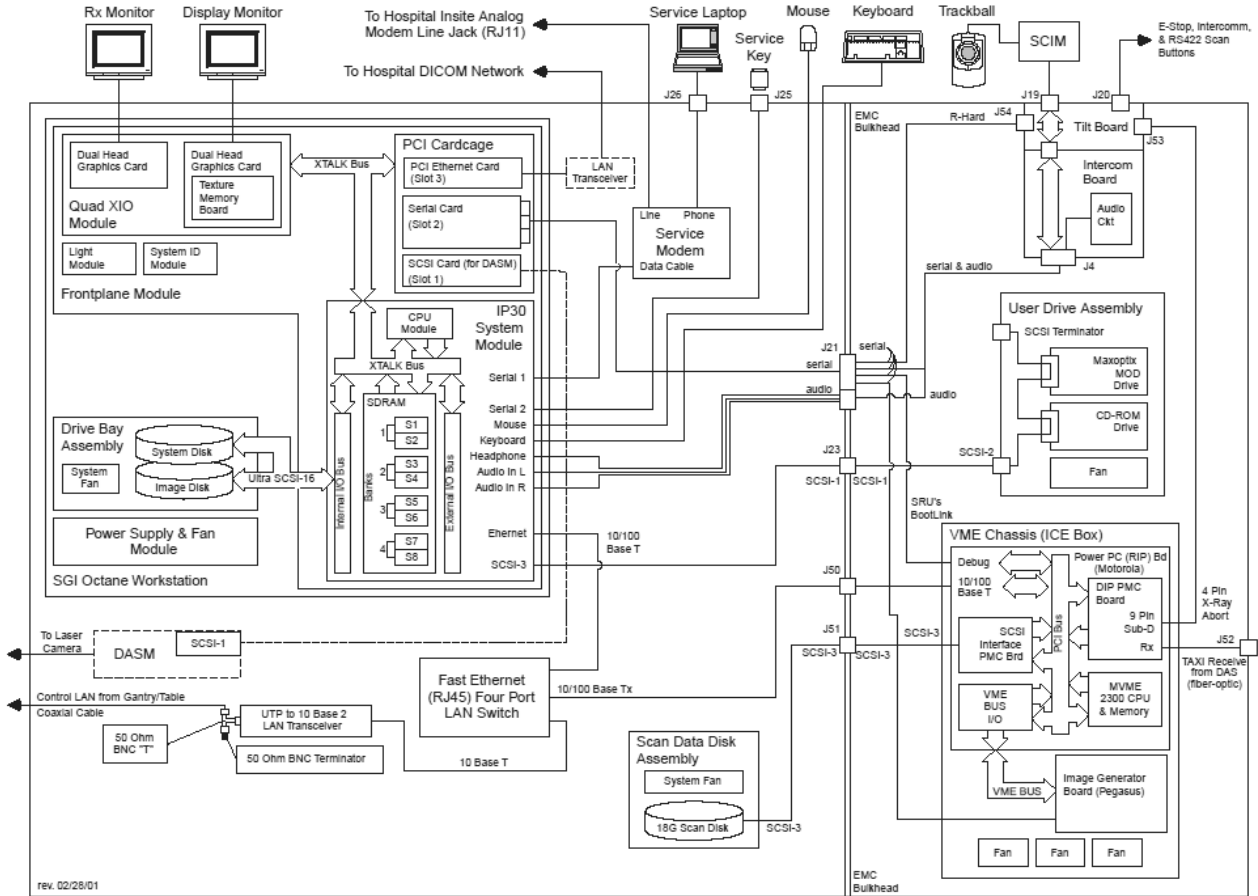 Rx Monitor
Display Monitor
To Hospital Insite Analog
Modem Line Jack (RJ11)
To Hospital DICOM Network
Service Laptop
Service
Key
Mouse
Keyboard
Trackball
SCIM
E-Stop, Intercomm,
& RS422 Scan
Buttons
J26
J25
J19
J20
EMC
Bulkhead
R-Hard
J54
Tilt Board
J53
Intercom
Board
Audio
Ckt
J4
serial & audio
Dual Head
Graphics Card
Dual Head
Graphics Card
Texture
Memory
Board
Quad XIO
Module
Light
Module
System ID
Module
Frontplane Module
XTALK Bus
PCI Cardcage
PCI Ethernet Card
(Slot 3)
Serial Card
(Slot 2)
SCSI Card (for DASM)
(Slot 1)
LAN
Transceiver
Line
Phone
Service
Modem
Data Cable
IP30
System
Module
CPU
Module
XTALK Bus
SDRAM
Internal I/O Bus
Banks
External I/O Bus
1
S1
S2
2
S3
S4
3
S5
S6
4
S7
S8
Serial 1
Serial 2
Mouse
Keyboard
Headphone
Audio In L
Audio In R
Ehernet
SCSI-3
10/100
Base T
Drive Bay
Assembly
System
Fan
System Disk
Image Disk
Ultra SCSI-16
Power Supply & Fan
Module
SGI Octane Workstation
J21
serial
serial
audio
audio
J23
SCSI-1
SCSI-1
SCSI-2
User Drive Assembly
SCSI Terminator
Maxoptix
MOD
Drive
CD-ROM
Drive
Fan
SRU's
BootLink
J50
J51
SCSI-3
SCSI-3
SCSI-3
VME Chassis (ICE Box)
Debug
10/100
Base T
Power PC (RIP) Bd
(Motorola)
DIP PMC
Board
9 Pin
Sub-D
Rx
PCI Bus
SCSI
Interface
PMC Brd
VME
BUS
I/O
MVME
2300 CPU
& Memory
VME BUS
Image Generator
Board (Pegasus)
Fan
Fan
Fan
4 Pin
X-Ray
Abort
J52
TAXI Receive
from DAS
(fiber-optic)
To Laser
Camera
DASM
SCSI-1
Control LAN from Gantry/Table
Coaxial Cable
50 Ohm
BNC "T"
UTP to 10 Base 2
LAN Transceiver
50 Ohm BNC Terminator
10 Base T
Fast Ethernet
(RJ45) Four Port
LAN Switch
10/100 Base Tx
Scan Data Disk
Assembly
System Fan
18G Scan Disk
SCSI-3
EMC
Bulkhead
rev. 02/28/01